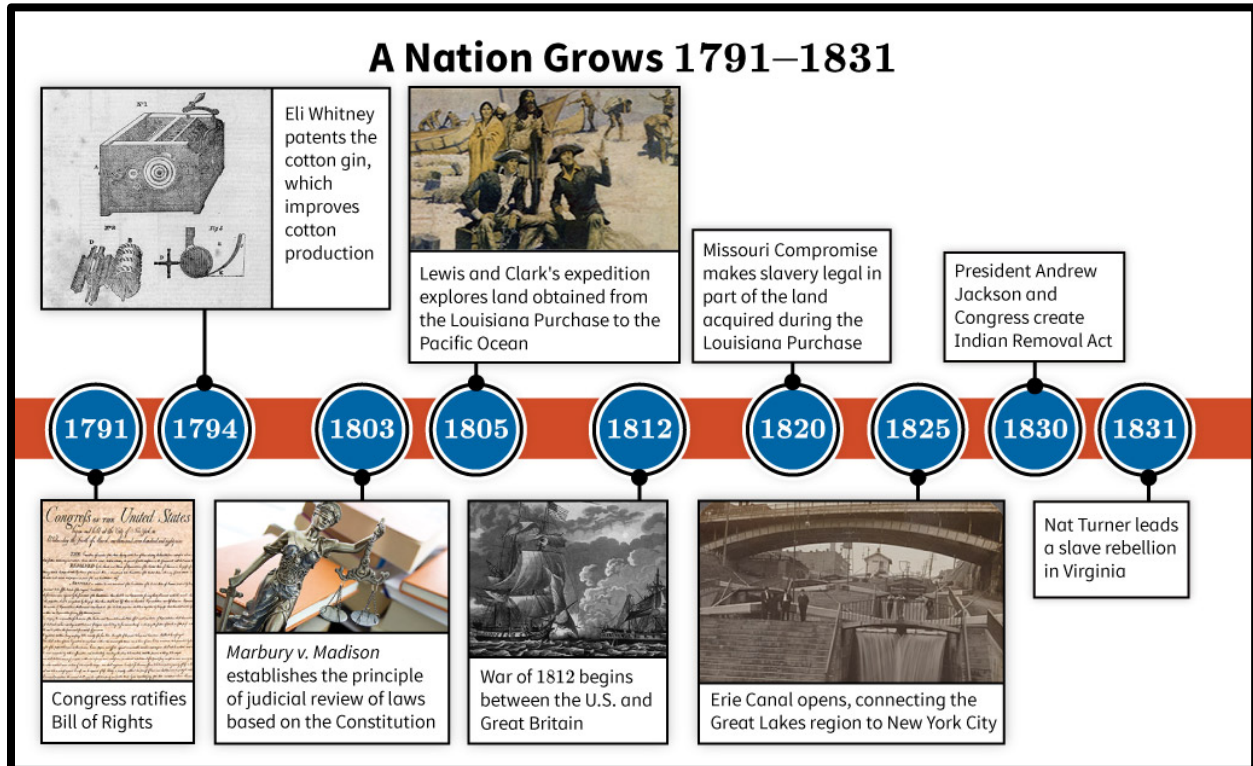 A Nation Grows 1791–1831
Eli Whitney
patents the
cotton gin,
which
improves
cotton
production
Lewis and Clark's expedition
explores land obtained from
the Louisiana Purchase to the
Pacific Ocean
Missouri Compromise
makes slavery legal in
part of the land
acquired during the
Louisiana Purchase
President Andrew
Jackson and
Congress create
Indian Removal Act
1791
1794
1803
1805
1812
1820
1825
1830
1831
Congress of the United States
Congress ratifies
Bill of Rights
Marbury v. Madison
establishes the principle
of judicial review of laws
based on the Constitution
War of 1812 begins
between the U.S. and
Great Britain
Erie Canal opens, connecting the
Great Lakes region to New York City
Nat Turner leads
a slave rebellion
in Virginia